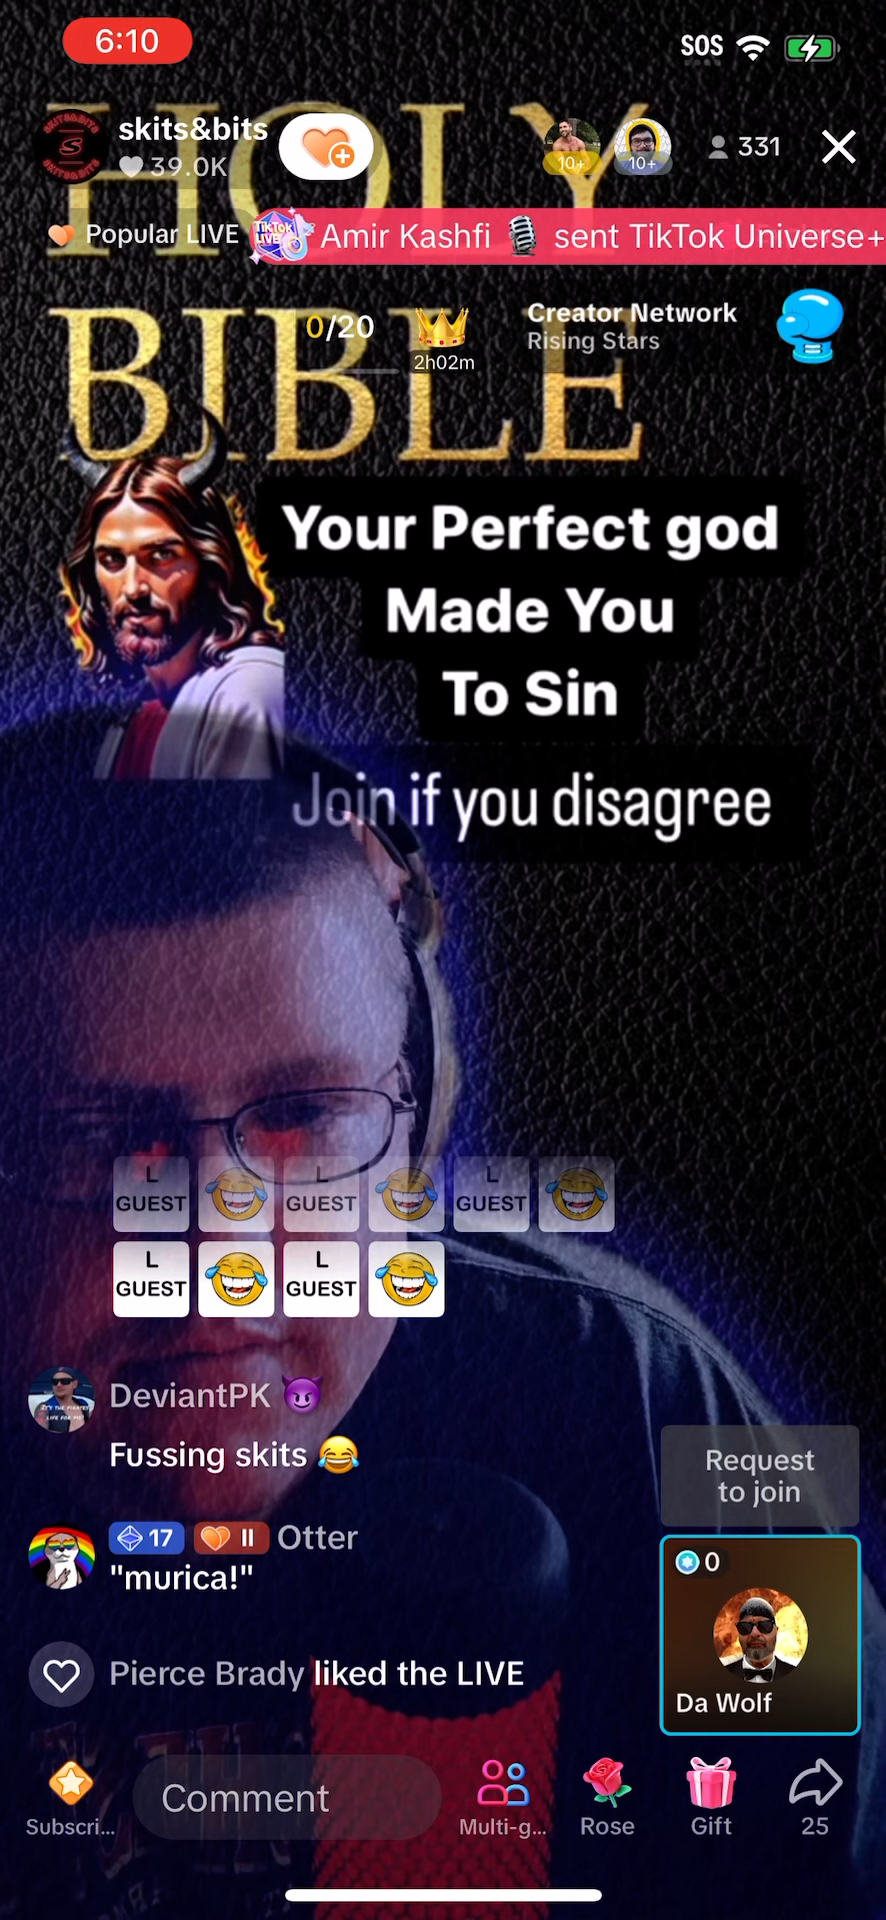 6:10
SOS
HOLY
BIBLE
skits&bits
39.0K
10+
10+
331
Popular LIVE
TikTok
LIVE
Amir Kashfi
sent TikTok Universe+
0/20
2h02m
Creator Network
Rising Stars
Your Perfect god
Made You
To Sin
Join if you disagree
L GUEST
L GUEST
L GUEST
L GUEST
L GUEST
DeviantPK
Fussing skits
17
II
Otter
"murica!"
Pierce Brady liked the LIVE
Request
to join
0
Da Wolf
Subscri...
Comment
Multi-g...
Rose
Gift
25